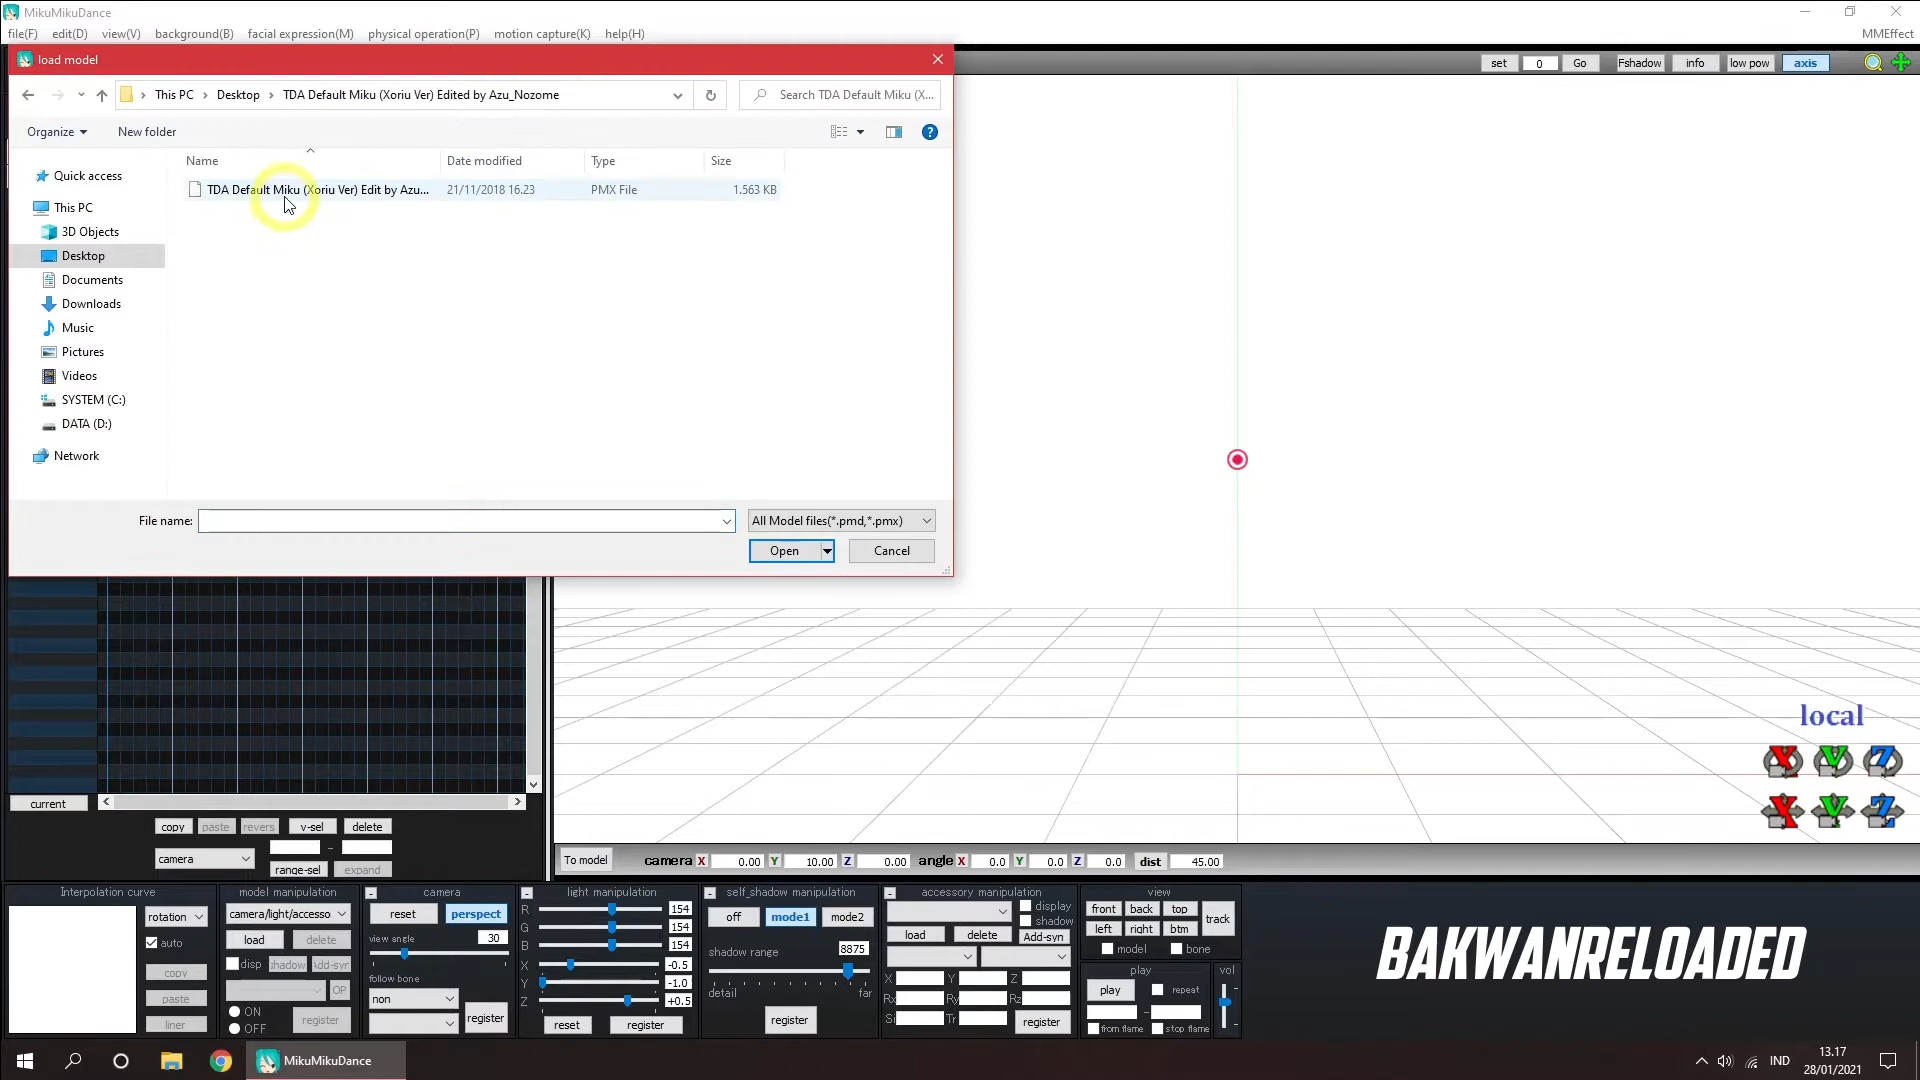 MikuMikuDance
file(F) edit(D) view(V) background(B) facial expression(M) physical operation(P) motion capture(K) help(H) MMEffect
load model
set 0 Go Fshadow info low pow axis
This PC > Desktop > TDA Default Miku (Xoriu Ver) Edited by Azu_Nozome
Search TDA Default Miku (X...
Organize New folder
Name Date modified Type Size
TDA Default Miku (Xoriu Ver) Edit by Azu... 21/11/2018 16.23 PMX File 1.563 KB
Quick access
This PC
3D Objects
Desktop
Documents
Downloads
Music
Pictures
Videos
SYSTEM (C:)
DATA (D:)
Network
File name: All Model files(*.pmd,*.pmx)
Open Cancel
local
X Y Z
X Y Z
current
copy paste revers v-sel delete
-
camera
range-sel expand
To model camera X 0.00 Y 10.00 Z 0.00 angle X 0.0 Y 0.0 Z 0.0 dist 45.00
Interpolation curve
rotation
auto
copy
paste
liner
model manipulation
camera/light/accesso
load delete
disp shadow Add-syn
OP
ON
OFF
register
- camera
reset perspect
view angle 30
follow bone
non
register
- light manipulation
R 154
G 154
B 154
X -0.5
Y -1.0
Z +0.5
reset register
- self_shadow manipulation
off mode1 mode2
shadow range 8875
detail far
register
- accessory manipulation
display
shadow
load delete Add-syn
X Y Z
Rx Ry Rz
Si Tr register
view
front back top
left right btm
track
model bone
play
play repeat
-
from flame stop flame
vol
BAKWANRELOADED
MikuMikuDance
IND
13.17
28/01/2021